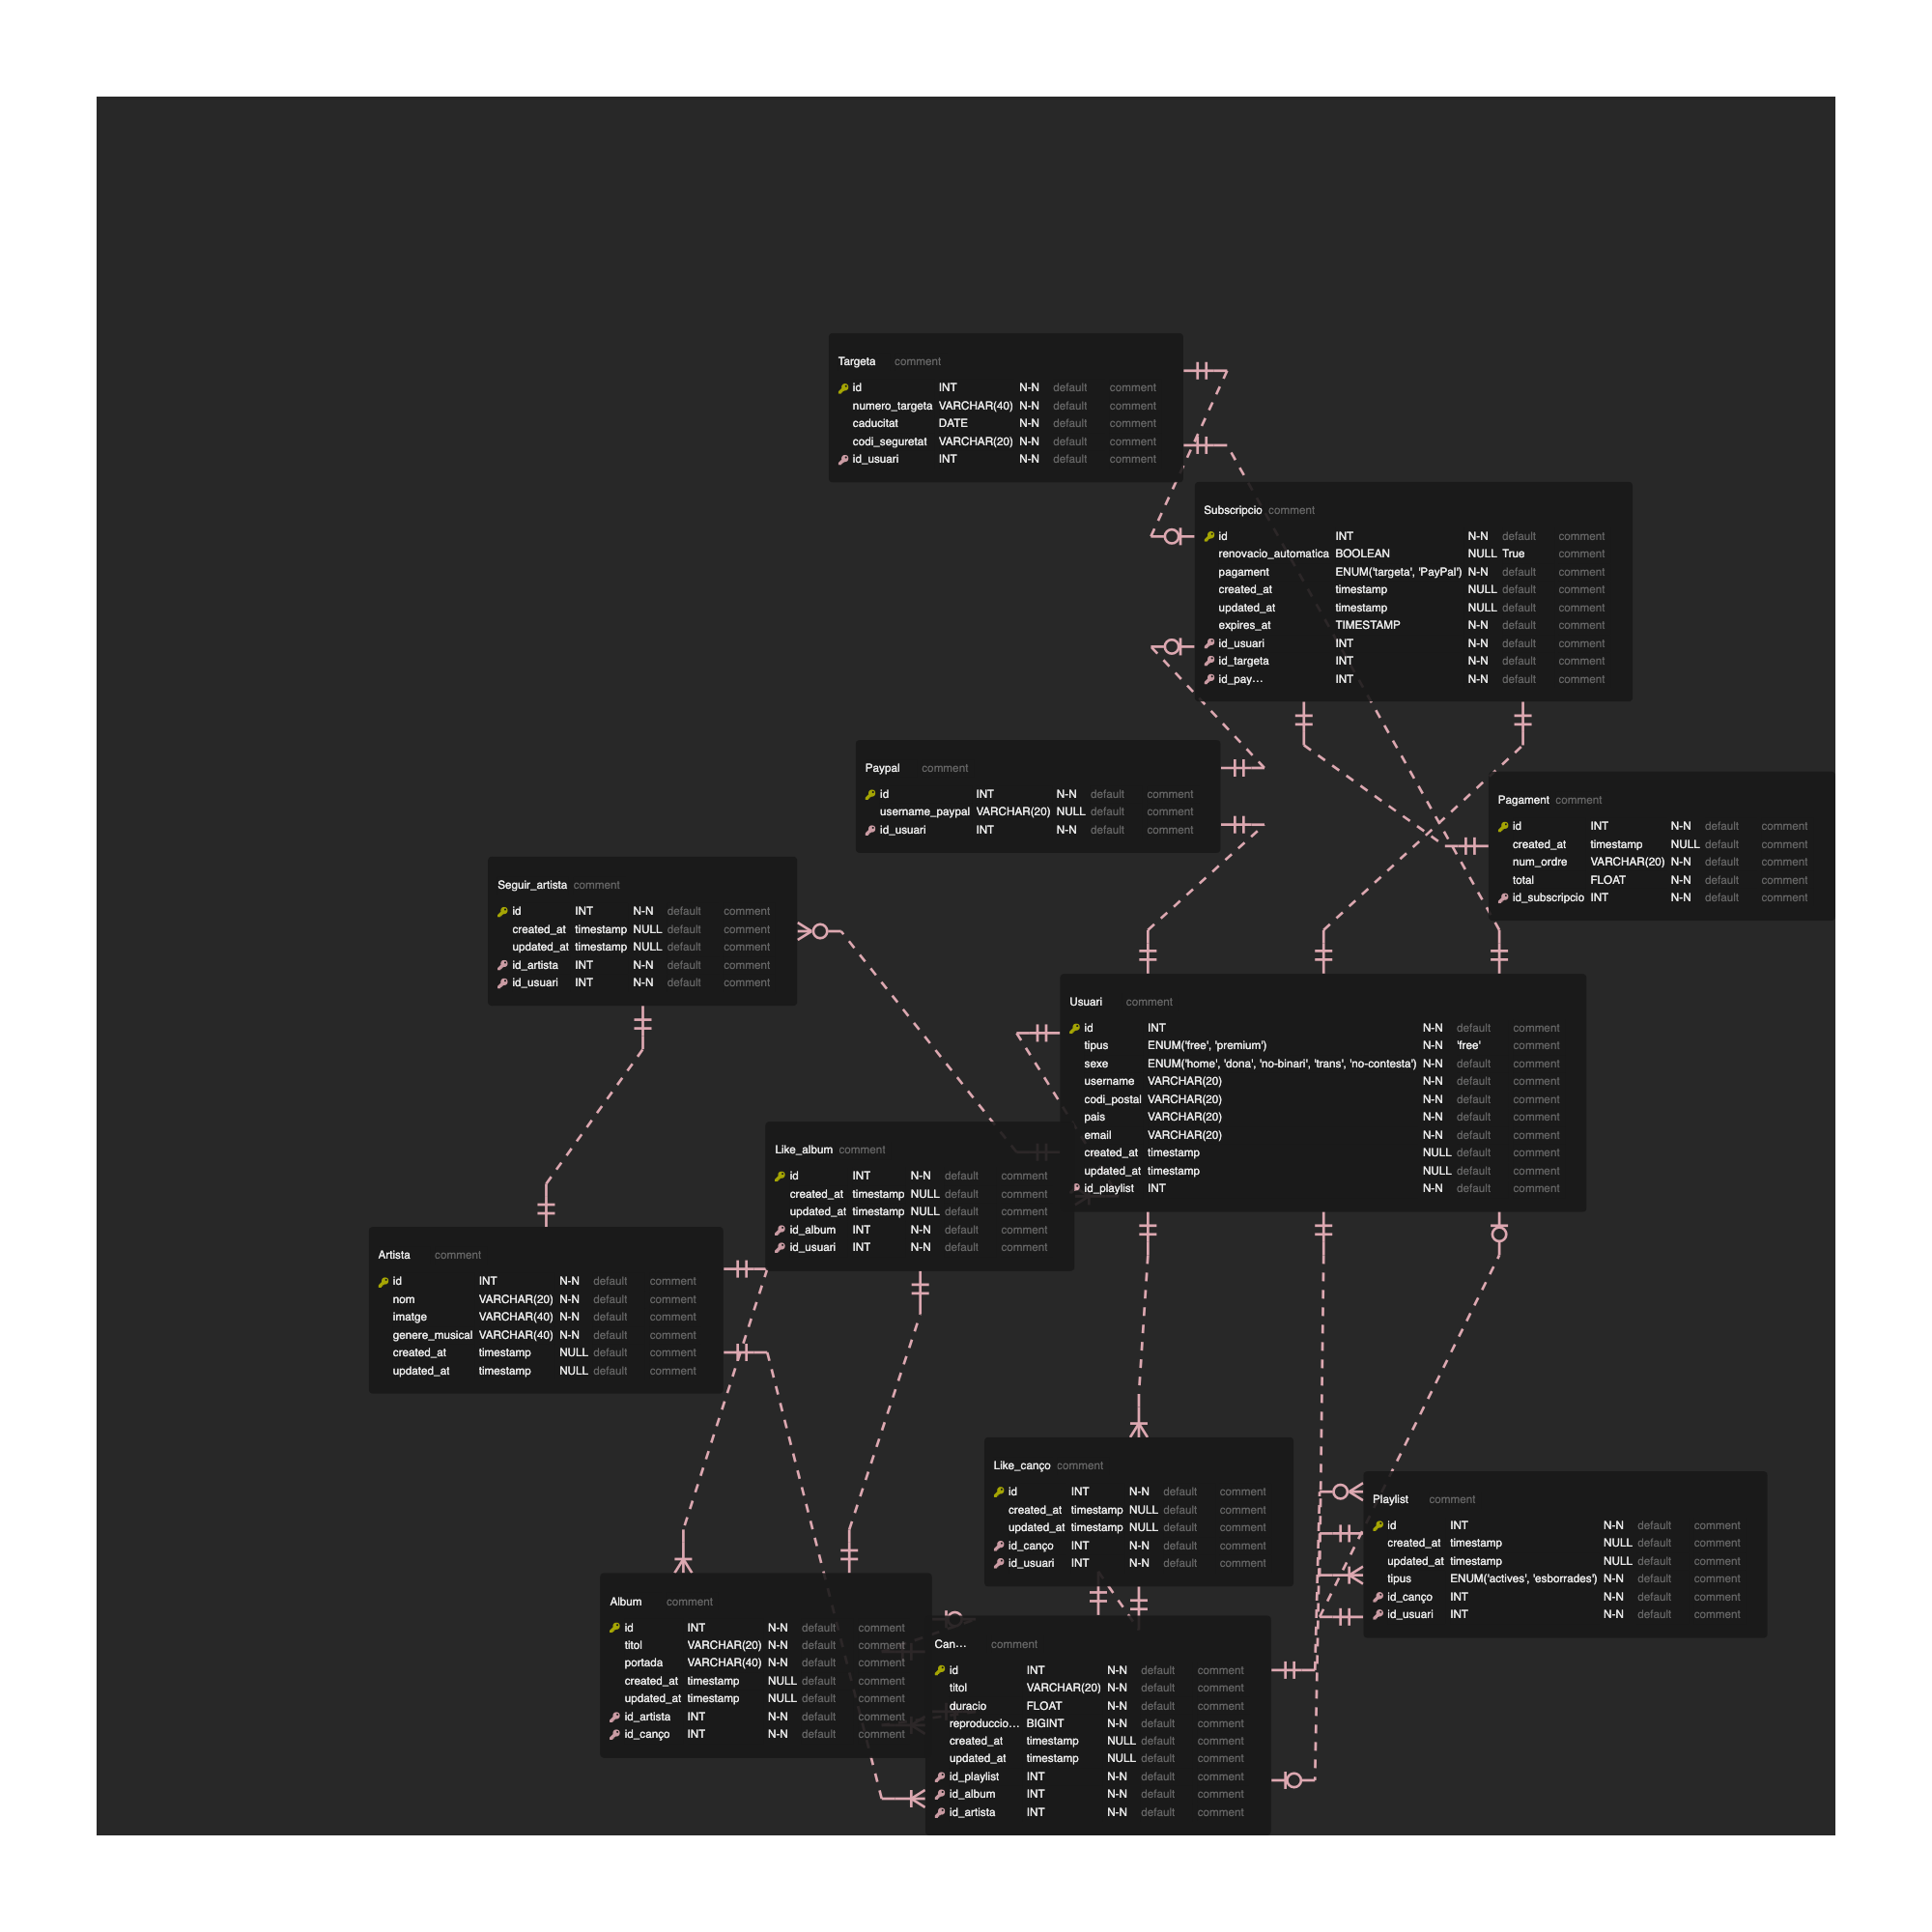 Targeta comment
id INT N-N default comment
numero_targeta VARCHAR(40) N-N default comment
caducitat DATE N-N default comment
codi_seguretat VARCHAR(20) N-N default comment
id_usuari INT N-N default comment
Subscripcio comment
id INT N-N default comment
renovacio_automatica BOOLEAN NULL True comment
pagament ENUM('targeta', 'PayPal') N-N default comment
created_at timestamp NULL default comment
updated_at timestamp NULL default comment
expires_at TIMESTAMP N-N default comment
id_usuari INT N-N default comment
id_targeta INT N-N default comment
id_pay... INT N-N default comment
Paypal comment
id INT N-N default comment
username_paypal VARCHAR(20) NULL default comment
id_usuari INT N-N default comment
Pagament comment
id INT N-N default comment
created_at timestamp NULL default comment
num_ordre VARCHAR(20) N-N default comment
total FLOAT N-N default comment
id_subscripcio INT N-N default comment
Seguir_artista comment
id INT N-N default comment
created_at timestamp NULL default comment
updated_at timestamp NULL default comment
id_artista INT N-N default comment
id_usuari INT N-N default comment
Usuari comment
id INT N-N default comment
tipus ENUM('free', 'premium') N-N 'free' comment
sexe ENUM('home', 'dona', 'no-binari', 'trans', 'no-contesta') N-N default comment
username VARCHAR(20) N-N default comment
codi_postal VARCHAR(20) N-N default comment
pais VARCHAR(20) N-N default comment
email VARCHAR(20) N-N default comment
created_at timestamp NULL default comment
updated_at timestamp NULL default comment
id_playlist INT N-N default comment
Like_album comment
id INT N-N default comment
created_at timestamp NULL default comment
updated_at timestamp NULL default comment
id_album INT N-N default comment
id_usuari INT N-N default comment
Artista comment
id INT N-N default comment
nom VARCHAR(20) N-N default comment
imatge VARCHAR(40) N-N default comment
genere_musical VARCHAR(40) N-N default comment
created_at timestamp NULL default comment
updated_at timestamp NULL default comment
Like_canço comment
id INT N-N default comment
created_at timestamp NULL default comment
updated_at timestamp NULL default comment
id_canço INT N-N default comment
id_usuari INT N-N default comment
Playlist comment
id INT N-N default comment
created_at timestamp NULL default comment
updated_at timestamp NULL default comment
tipus ENUM('actives', 'esborrades') N-N default comment
id_canço INT N-N default comment
id_usuari INT N-N default comment
Album comment
id INT N-N default comment
titol VARCHAR(20) N-N default comment
portada VARCHAR(40) N-N default comment
created_at timestamp NULL default comment
updated_at timestamp NULL default comment
id_artista INT N-N default comment
id_canço INT N-N default comment
Can... comment
id INT N-N default comment
titol VARCHAR(20) N-N default comment
duracio FLOAT N-N default comment
reproduccio... BIGINT N-N default comment
created_at timestamp NULL default comment
updated_at timestamp NULL default comment
id_playlist INT N-N default comment
id_album INT N-N default comment
id_artista INT N-N default comment